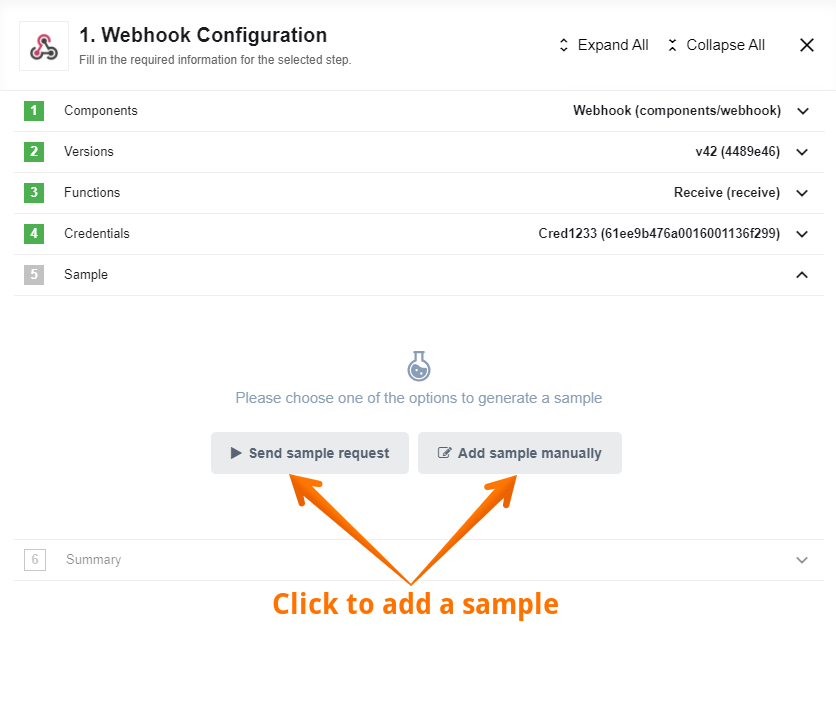 1. Webhook Configuration
Fill in the required information for the selected step.
Expand All
Collapse All
1 Components Webhook (components/webhook)
2 Versions v42 (4489e46)
3 Functions Receive (receive)
4 Credentials Cred1233 (61ee9b476a0016001136f299)
5 Sample
Please choose one of the options to generate a sample
Send sample request Add sample manually
6 Summary
Click to add a sample